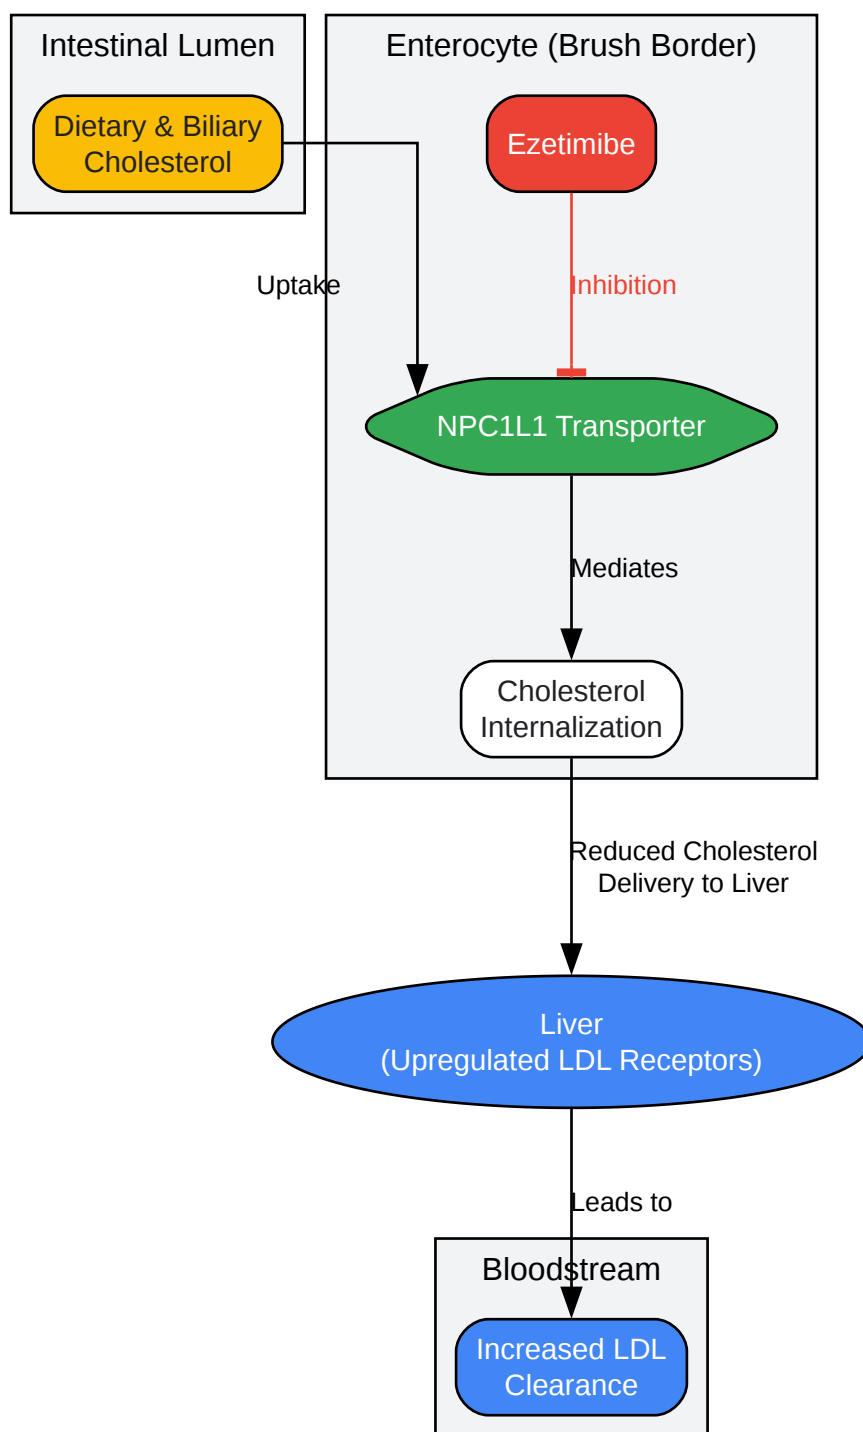 Intestinal Lumen
Enterocyte (Brush Border)
Dietary & Biliary
Cholesterol
Ezetimibe
Uptake
Inhibition
NPC1L1 Transporter
Mediates
Cholesterol
Internalization
Reduced Cholesterol
Delivery to Liver
Liver
(Upregulated LDL Receptors)
Leads to
Bloodstream
Increased LDL
Clearance